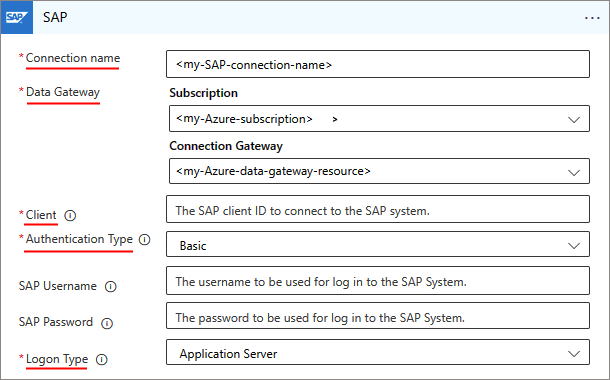 SAP SAP ...
* Connection name <my-SAP-connection-name>
* Data Gateway Subscription
<my-Azure-subscription> >
Connection Gateway
<my-Azure-data-gateway-resource>
* Client The SAP client ID to connect to the SAP system.
* Authentication Type Basic
SAP Username The username to be used for log in to the SAP System.
SAP Password The password to be used for log in to the SAP System.
* Logon Type Application Server